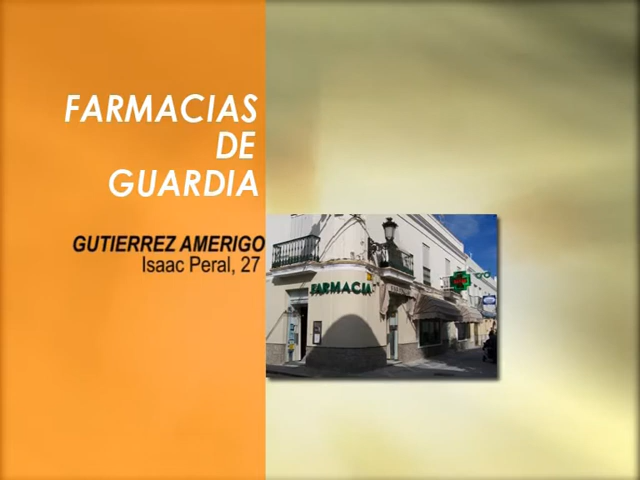 FARMACIAS
DE
GUARDIA
GUTIERREZ AMERIGO
Isaac Peral, 27
FARMACIA